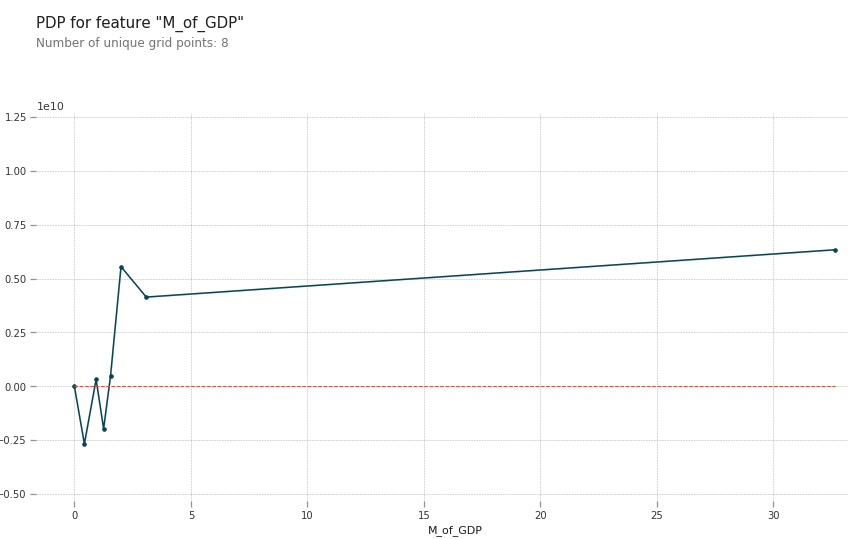 PDP for feature "M_of_GDP"
Number of unique grid points: 8
1e10
1.25
1.00
0.75
0.50
0.25
0.00
−0.25
−0.50
0 5 10 15 20 25 30
M_of_GDP